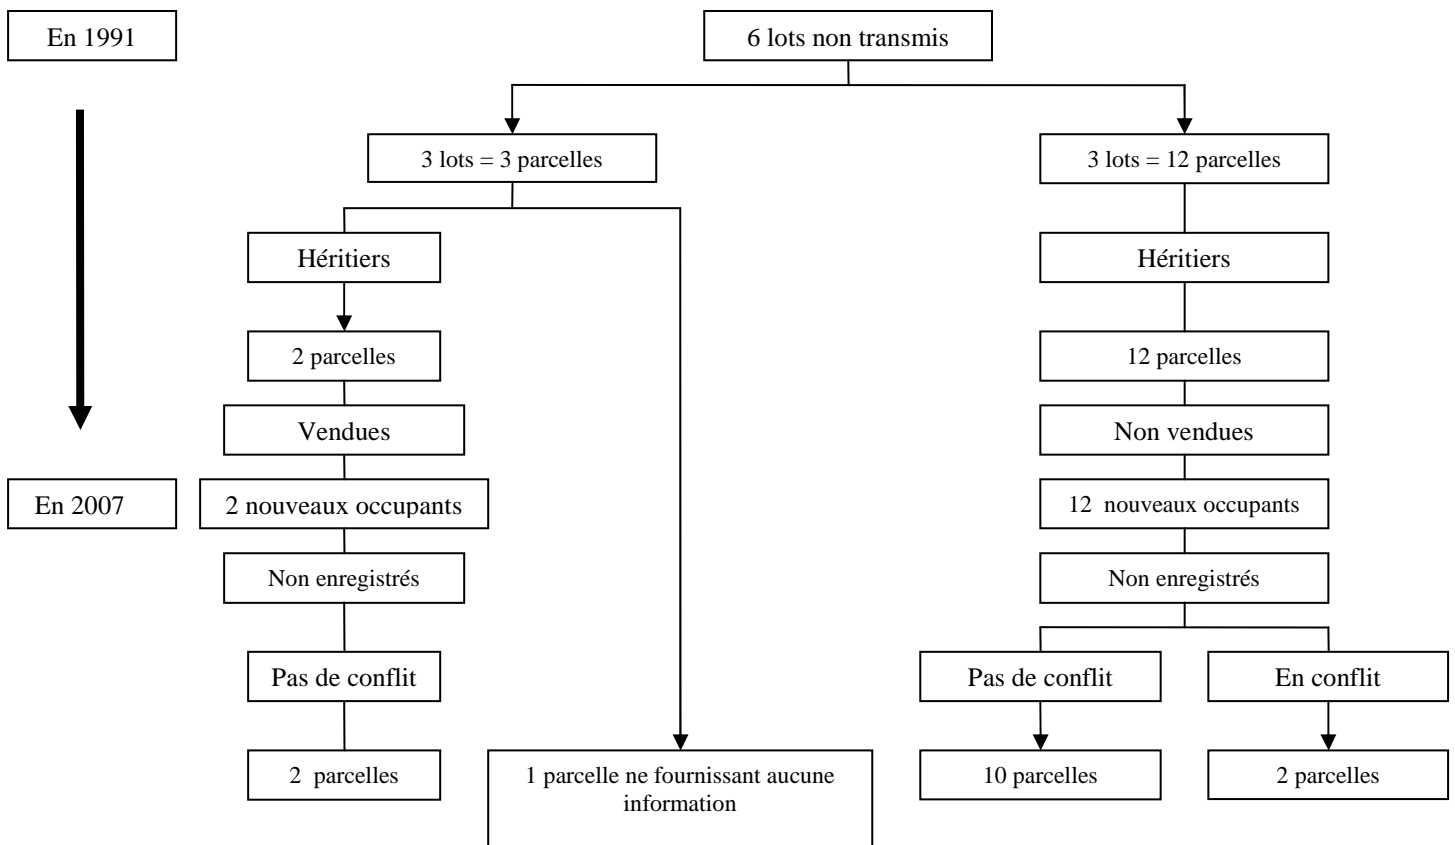 En 1991
6 lots non transmis
3 lots = 3 parcelles
3 lots = 12 parcelles
Héritiers
Héritiers
2 parcelles
12 parcelles
Vendues
Non vendues
En 2007
2 nouveaux occupants
12 nouveaux occupants
Non enregistrés
Non enregistrés
Pas de conflit
Pas de conflit
En conflit
2 parcelles
1 parcelle ne fournissant aucune
information
10 parcelles
2 parcelles